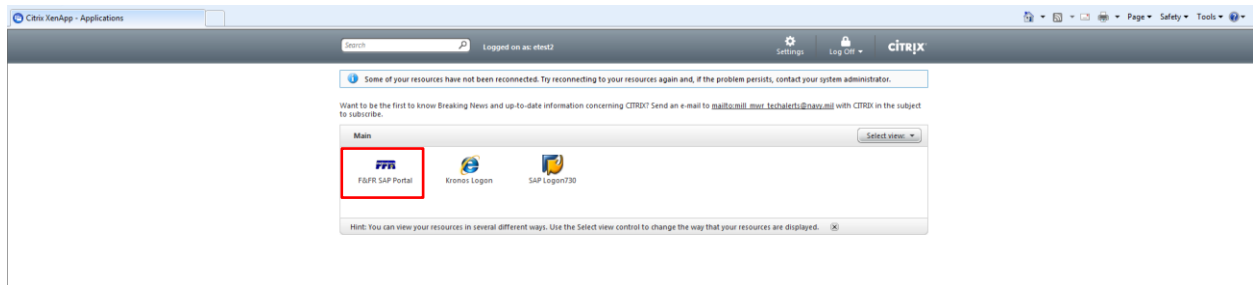 Citrix XenApp - Applications
Page Safety Tools
Search
Logged on as: etest2
Settings
Log Off
CITRIX
Some of your resources have not been reconnected. Try reconnecting to your resources again and, if the problem persists, contact your system administrator.
Want to be the first to know Breaking News and up-to-date information concerning CITRIX? Send an e-mail to mailto:mill_mwr_techalerts@navy.mil with CITRIX in the subject
to subscribe.
Main
Select view:
FFR
F&FR SAP Portal
Kronos Logon
SAP Logon730
Hint: You can view your resources in several different ways. Use the Select view control to change the way that your resources are displayed.